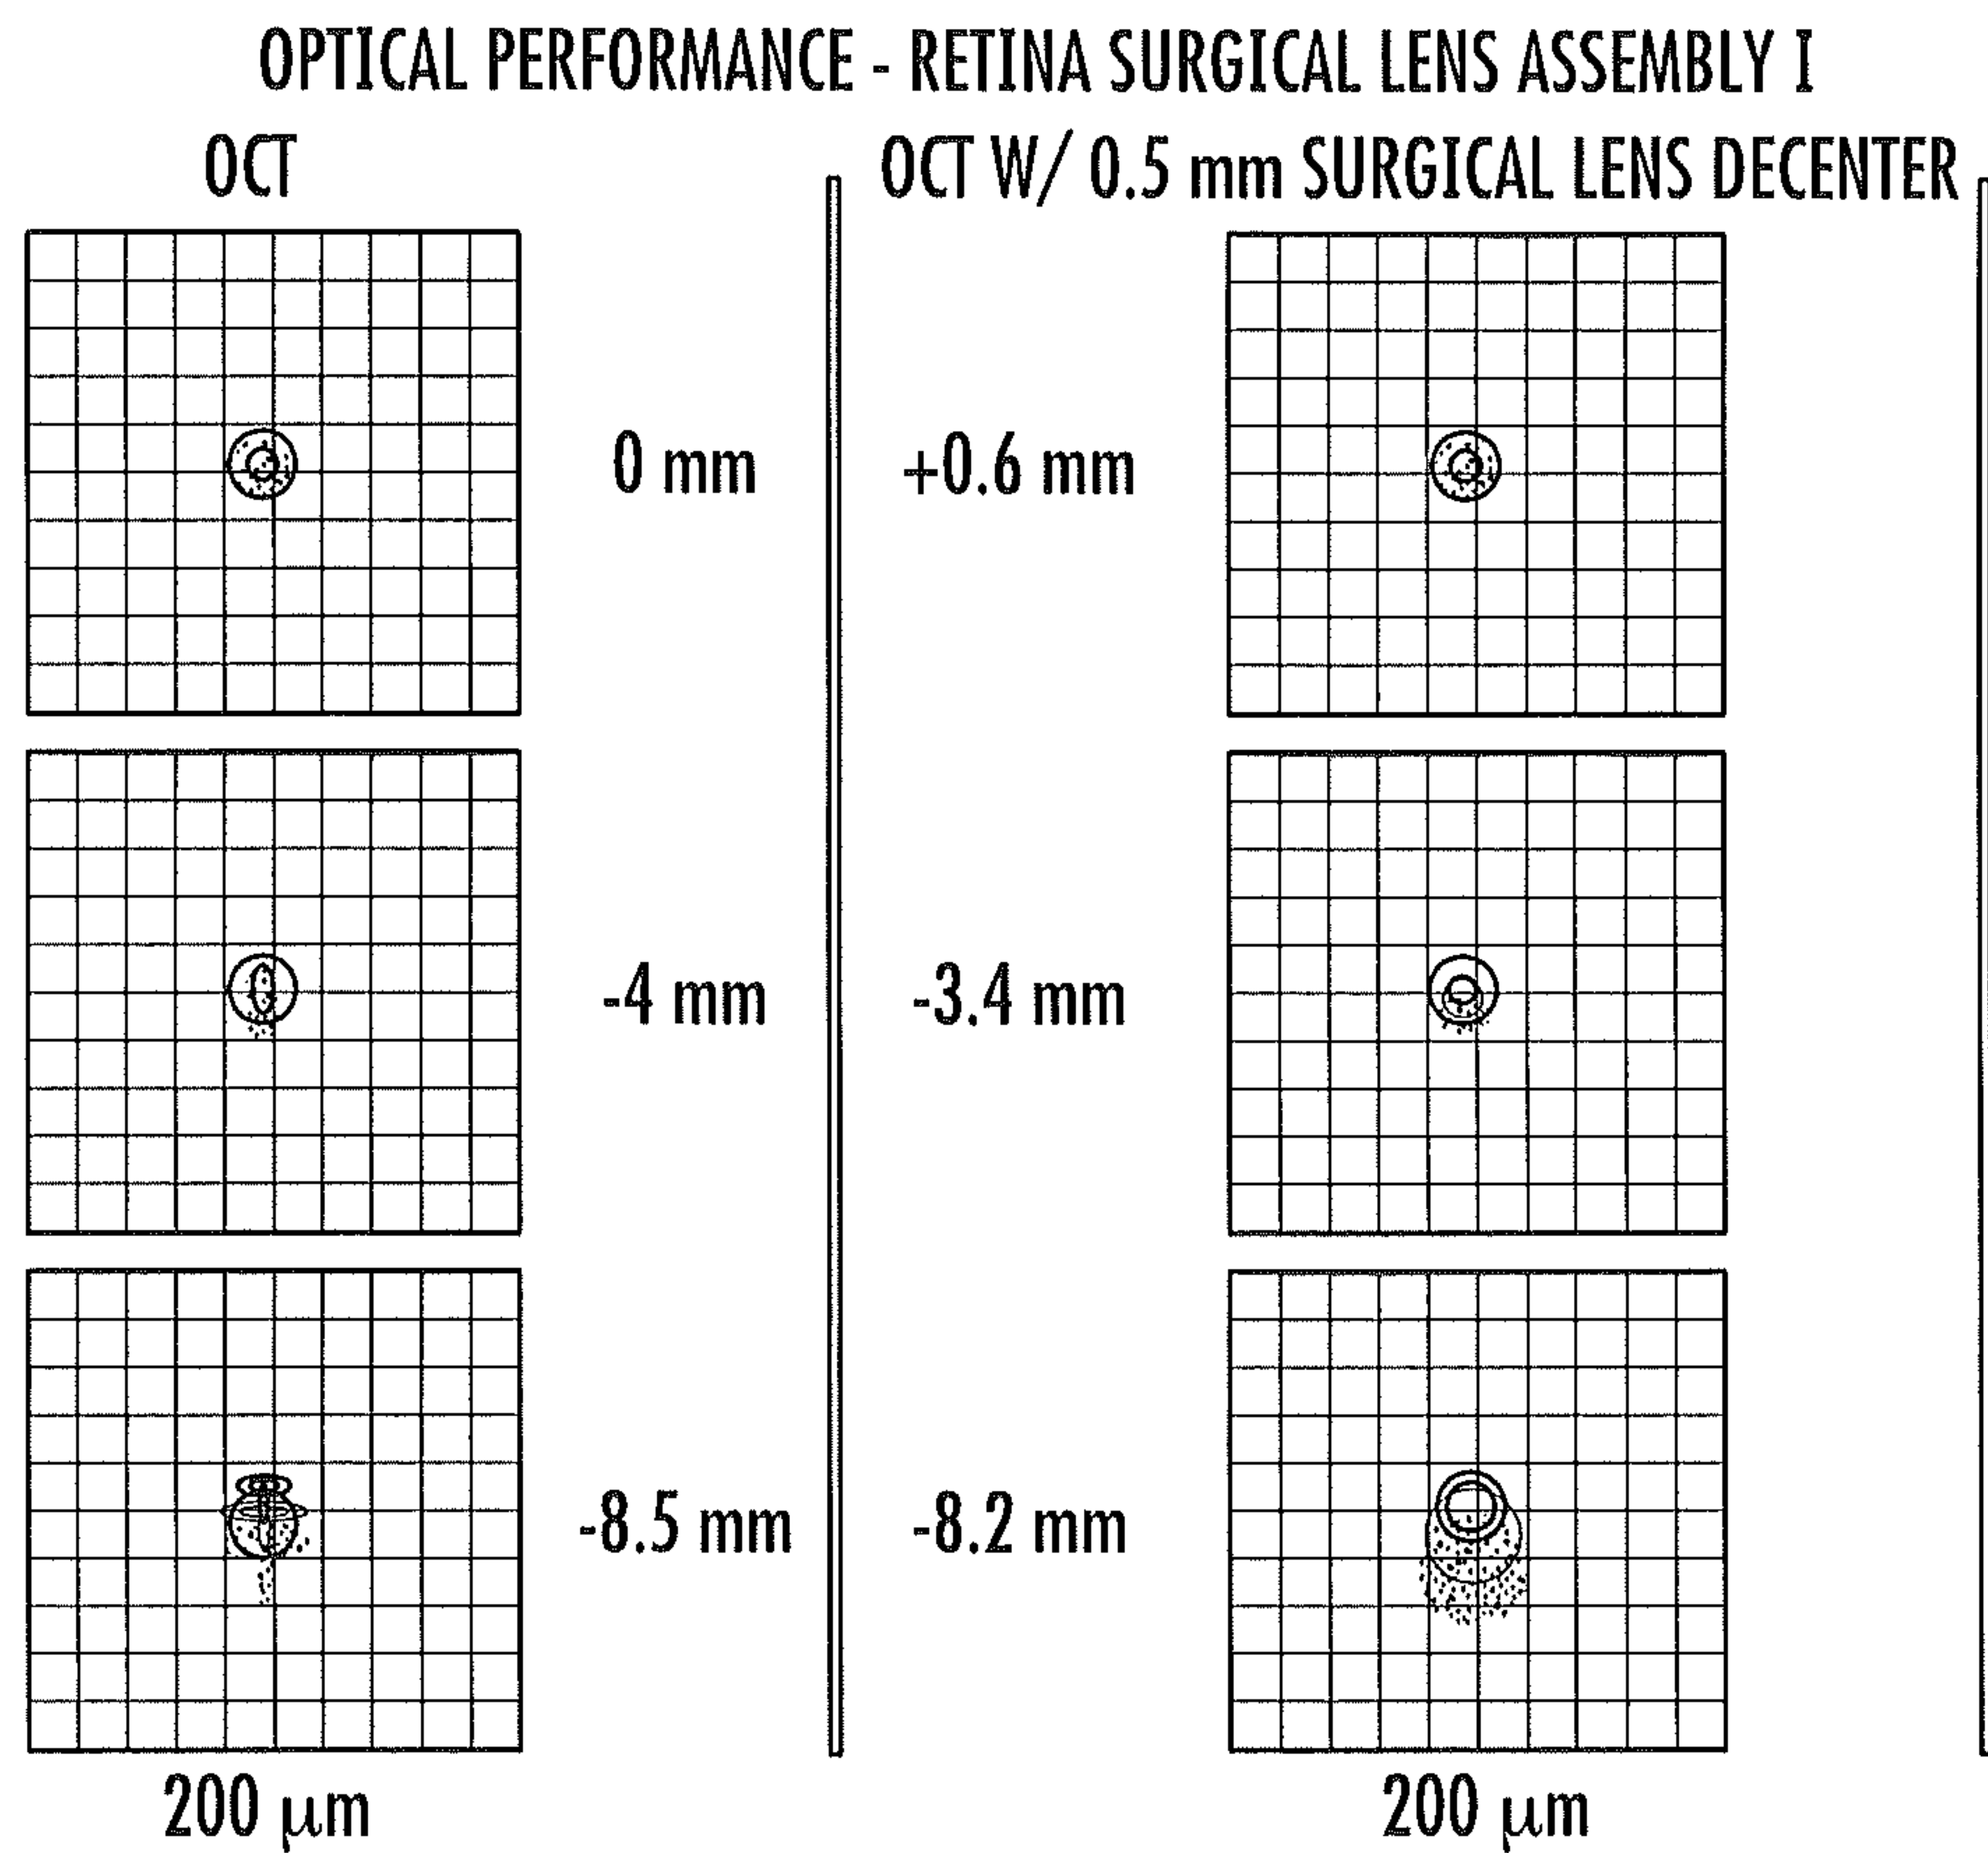 OPTICAL PERFORMANCE - RETINA SURGICAL LENS ASSEMBLY I
OCT
OCT W/ 0.5 mm SURGICAL LENS DECENTER
0 mm
+0.6 mm
-4 mm
-3.4 mm
-8.5 mm
-8.2 mm
200 μm
200 μm